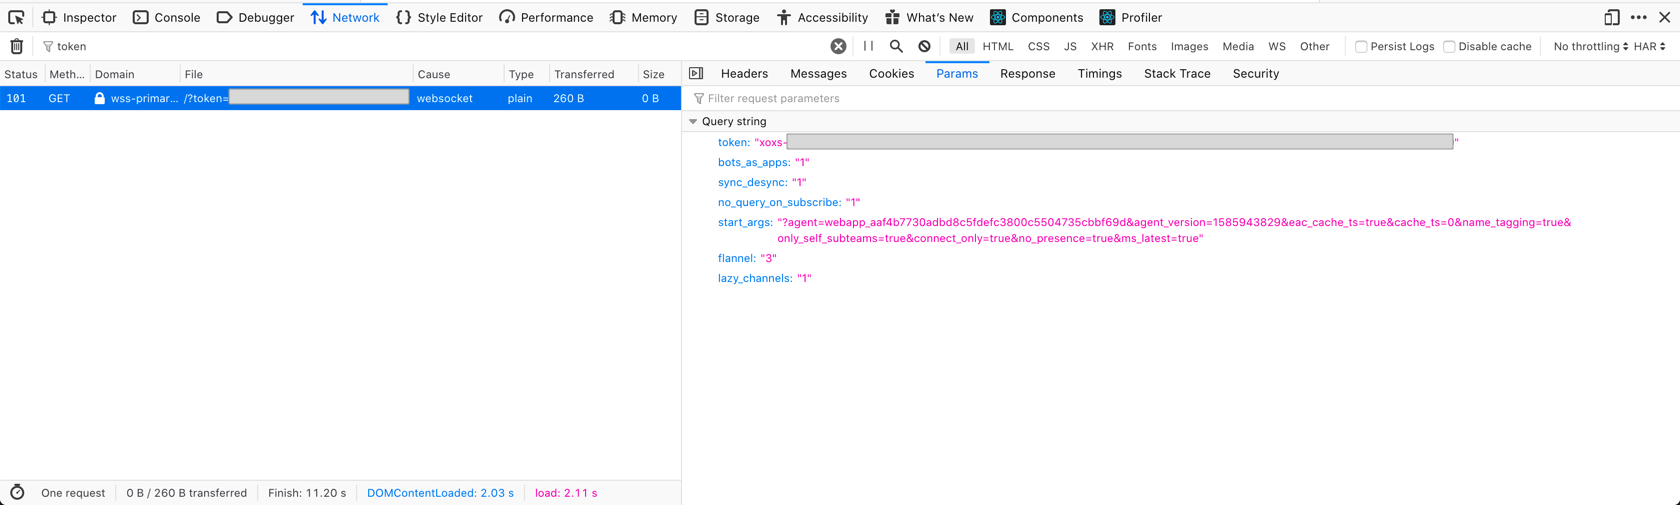 Inspector Console Debugger Network Style Editor Performance Memory Storage Accessibility What's New Components Profiler
token All HTML CSS JS XHR Fonts Images Media WS Other Persist Logs Disable cache No throttling HAR
Status Meth... Domain File Cause Type Transferred Size Headers Messages Cookies Params Response Timings Stack Trace Security
101 GET wss-primar... /?token= websocket plain 260 B 0 B Filter request parameters
Query string
token: "xoxs- "
bots_as_apps: "1"
sync_desync: "1"
no_query_on_subscribe: "1"
start_args: "?agent=webapp_aaf4b7730adbd8c5fdefc3800c5504735cbbf69d&agent_version=1585943829&eac_cache_ts=true&cache_ts=0&name_tagging=true&
only_self_subteams=true&connect_only=true&no_presence=true&ms_latest=true"
flannel: "3"
lazy_channels: "1"
One request 0 B / 260 B transferred Finish: 11.20 s DOMContentLoaded: 2.03 s load: 2.11 s